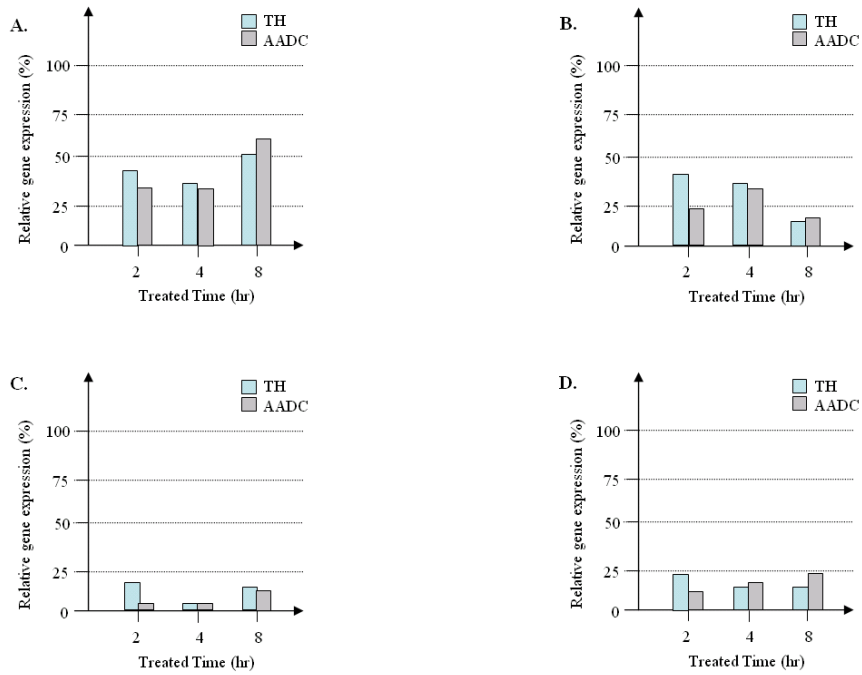 A.
TH
AADC
Relative gene expression (%)
100
75
50
25
0
2 4 8
Treated Time (hr)
B.
TH
AADC
Relative gene expression (%)
100
75
50
25
0
2 4 8
Treated Time (hr)
C.
TH
AADC
Relative gene expression (%)
100
75
50
25
0
2 4 8
Treated Time (hr)
D.
TH
AADC
Relative gene expression (%)
100
75
50
25
0
2 4 8
Treated Time (hr)